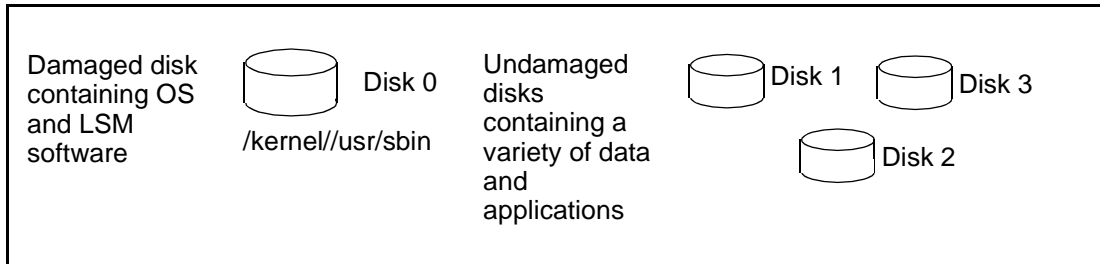 Damaged disk
containing OS
and LSM
software
Disk 0
/kernel//usr/sbin
Undamaged
disks
containing a
variety of data
and
applications
Disk 1
Disk 3
Disk 2